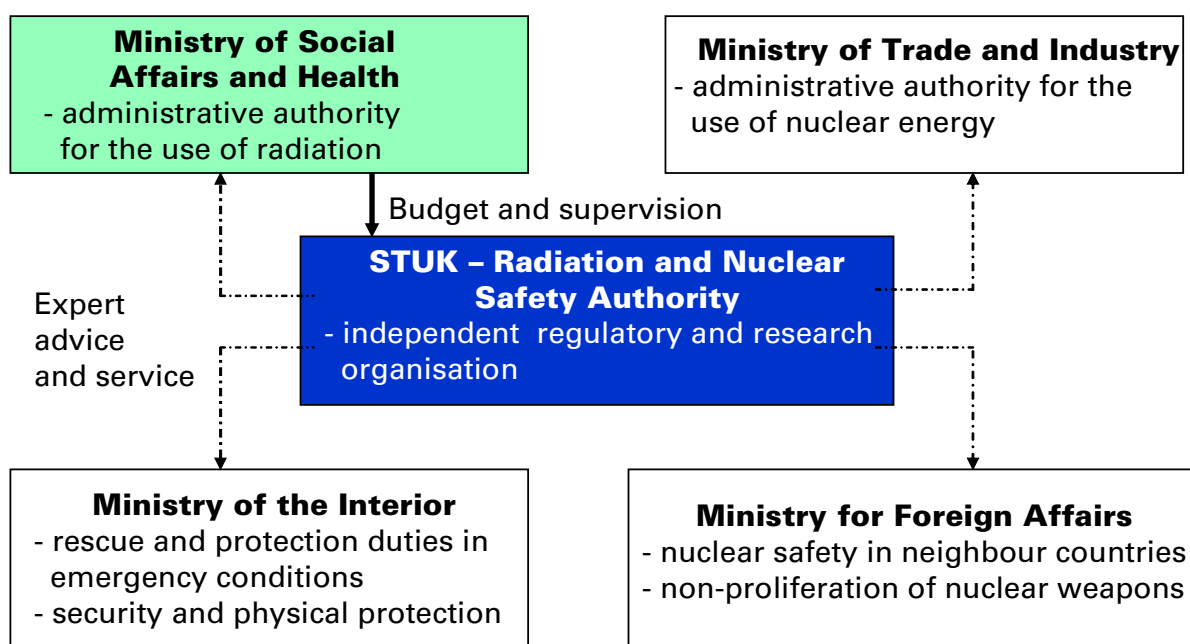 Ministry of Social
Affairs and Health
- administrative authority
for the use of radiation
Ministry of Trade and Industry
- administrative authority for the
use of nuclear energy
Budget and supervision
STUK – Radiation and Nuclear
Safety Authority
- independent regulatory and research
organisation
Expert
advice
and service
Ministry of the Interior
- rescue and protection duties in
emergency conditions
- security and physical protection
Ministry for Foreign Affairs
- nuclear safety in neighbour countries
- non-proliferation of nuclear weapons